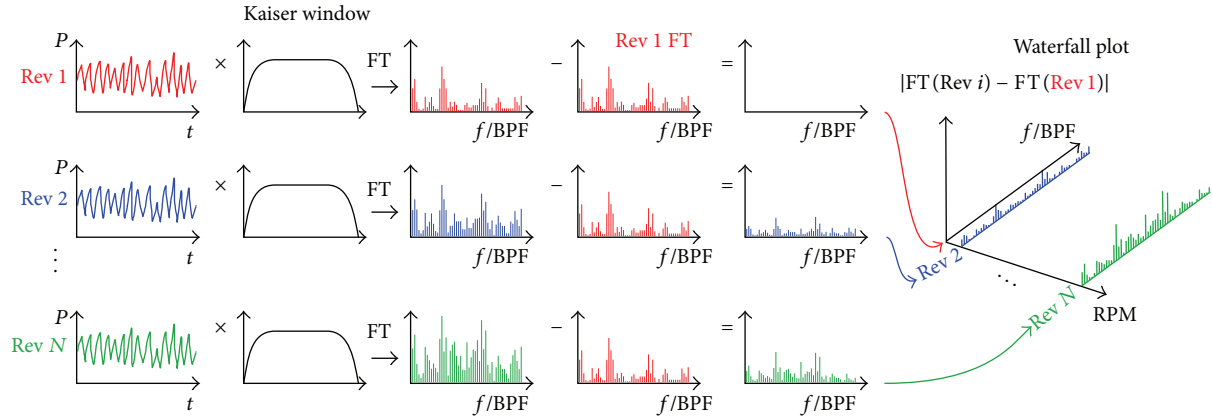 Kaiser window
P
Rev 1
t
×
FT
f/BPF
−
Rev 1 FT
f/BPF
=
f/BPF
Waterfall plot
|FT(Rev i) − FT(Rev 1)|
f/BPF
P
Rev 2
t
×
FT
f/BPF
−
f/BPF
=
f/BPF
Rev 2
⋮
...
Rev N
RPM
P
Rev N
t
×
FT
f/BPF
−
f/BPF
=
f/BPF